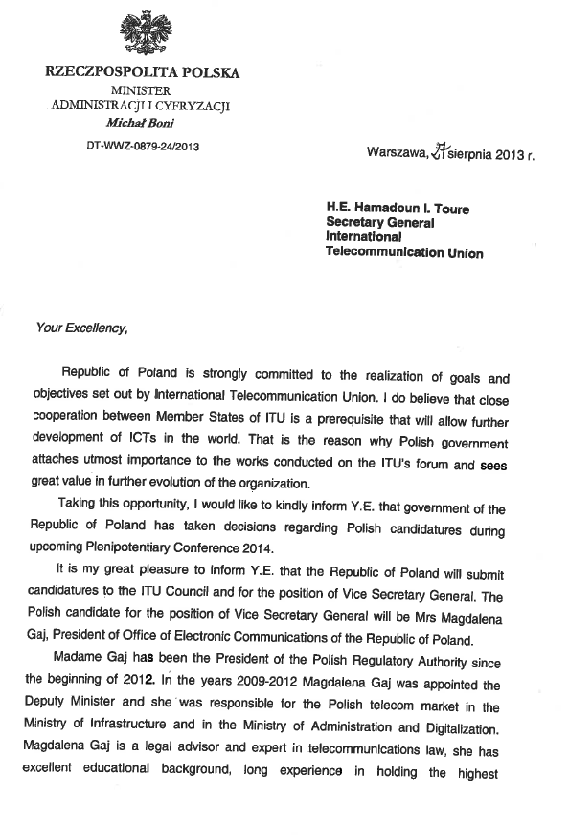 RZECZPOSPOLITA POLSKA
MINISTER
ADMINISTRACJI I CYFRYZACJI
Michał Boni
DT-WWZ-0879-24/2013
Warszawa, sierpnia 2013 r.
H.E. Hamadoun I. Toure
Secretary General
International
Telecommunication Union
Your Excellency,
Republic of Poland is strongly committed to the realization of goals and
objectives set out by International Telecommunication Union. I do believe that close
cooperation between Member States of ITU is a prerequisite that will allow further
development of ICTs in the world. That is the reason why Polish government
attaches utmost importance to the works conducted on the ITU's forum and sees
great value in further evolution of the organization.
Taking this opportunity, I would like to kindly inform Y.E. that government of the
Republic of Poland has taken decisions regarding Polish candidatures during
upcoming Plenipotentiary Conference 2014.
It is my great pleasure to inform Y.E. that the Republic of Poland will submit
candidatures to the ITU Council and for the position of Vice Secretary General. The
Polish candidate for the position of Vice Secretary General will be Mrs Magdalena
Gaj, President of Office of Electronic Communications of the Republic of Poland.
Madame Gaj has been the President of the Polish Regulatory Authority since
the beginning of 2012. In the years 2009-2012 Magdalena Gaj was appointed the
Deputy Minister and she was responsible for the Polish telecom market in the
Ministry of Infrastructure and in the Ministry of Administration and Digitalization.
Magdalena Gaj is a legal advisor and expert in telecommunications law, she has
excellent educational background, long experience in holding the highest